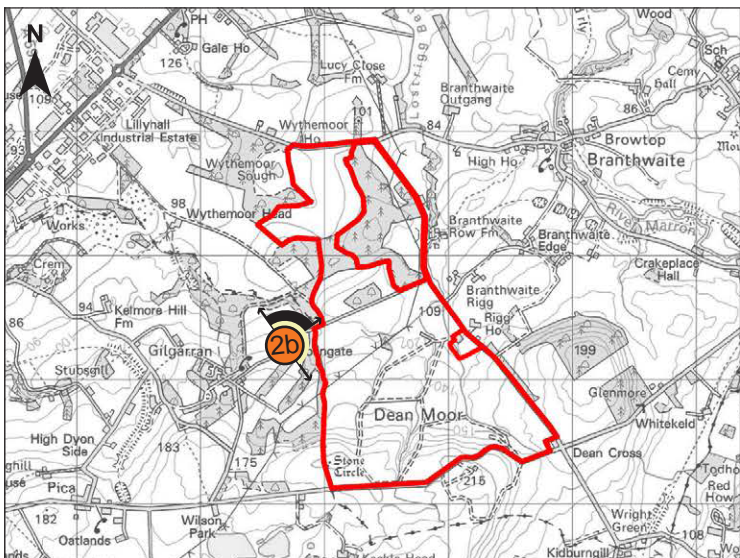 N
PH
Gale Ho
126
Lucy Close
Fm
Lostrigg Beck
Branthwaite
Outgang
Wood
Sch
Cemy
Hall
86
109
Lillyhall
Industrial Estate
Wythemoor
Ho
101
84
Browtop
Branthwaite
High Ho
93
Wythemoor
Sough
98
Wythemoor Head
Works
River Marron
Branthwaite
Row Fm
Branthwaite
Edge
Crakeplace
Hall
Crem
Branthwaite
Rigg
94
Kelmore Hill
Fm
86
109
Rigg
Ho
2b
Gilgarran
199
Stubsgill
Glenmore
Whitekeld
Dean Moor
High Dyon
Side
183
175
Dean Cross
Stone
Circle
215
Pica
182
Oatlands
Wilson
Park
Red
How
Wright
Green
108
Kidburngill